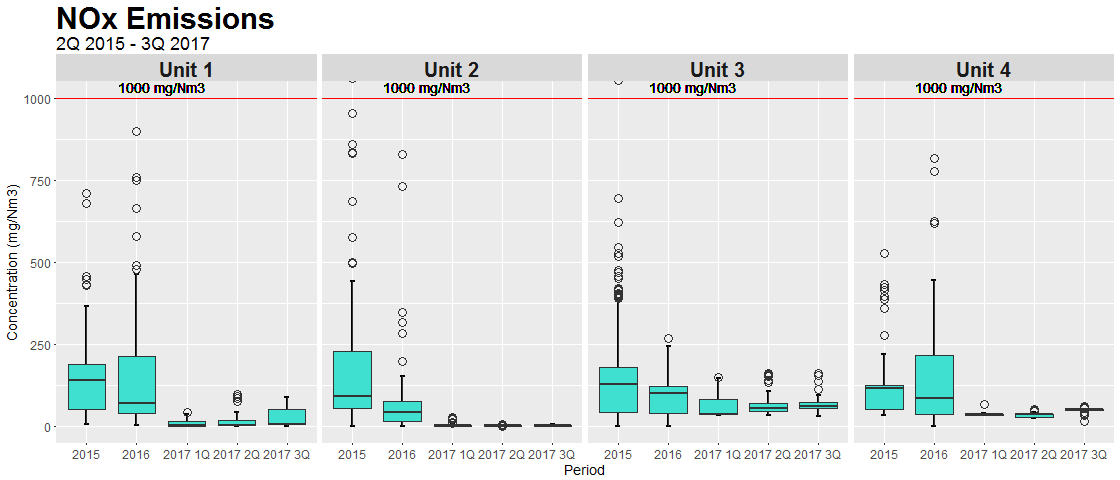 NOx Emissions
2Q 2015 - 3Q 2017
Unit 1 Unit 2 Unit 3 Unit 4
1000 mg/Nm3 1000 mg/Nm3 1000 mg/Nm3 1000 mg/Nm3
1000
750
500
250
0
Concentration (mg/Nm3)
2015 2016 2017 1Q 2017 2Q 2017 3Q 2015 2016 2017 1Q 2017 2Q 2017 3Q 2015 2016 2017 1Q 2017 2Q 2017 3Q 2015 2016 2017 1Q 2017 2Q 2017 3Q
Period